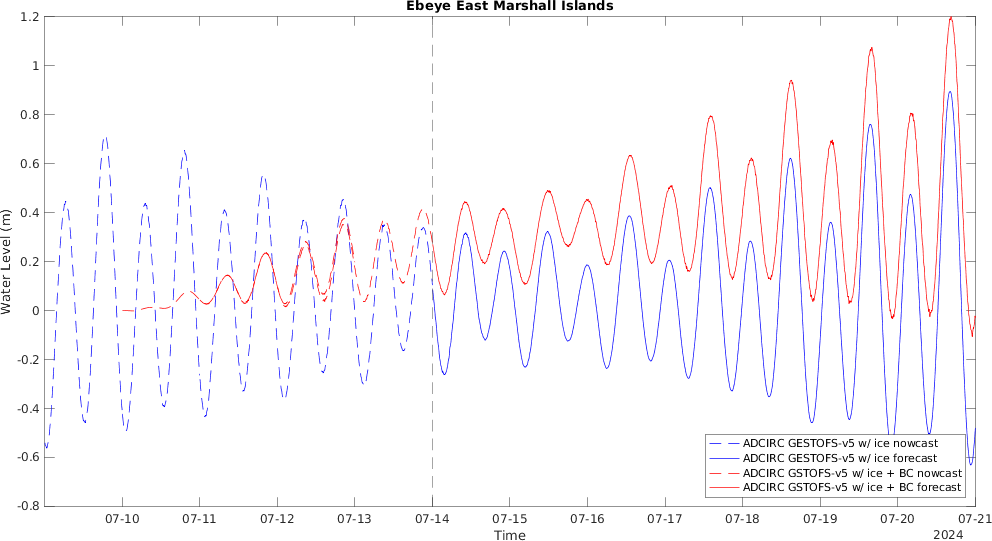 Ebeye East Marshall Islands
1.2
1
0.8
0.6
0.4
0.2
0
-0.2
-0.4
-0.6
-0.8
Water Level (m)
07-10 07-11 07-12 07-13 07-14 07-15 07-16 07-17 07-18 07-19 07-20 07-21
Time
2024
ADCIRC GESTOFS-v5 w/ ice nowcast
ADCIRC GESTOFS-v5 w/ ice forecast
ADCIRC GSTOFS-v5 w/ ice + BC nowcast
ADCIRC GSTOFS-v5 w/ ice + BC forecast